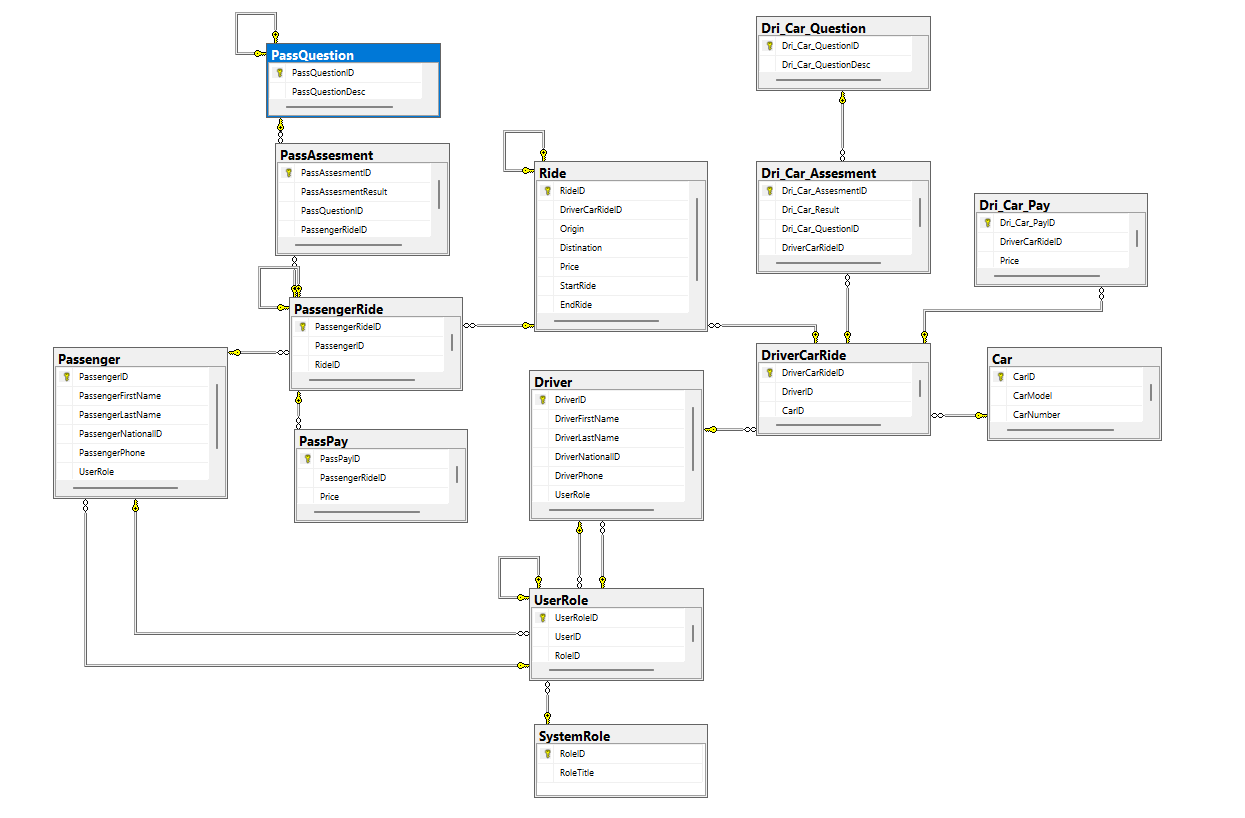 PassQuestion
PassQuestionID
PassQuestionDesc
PassAssesment
PassAssesmentID
PassAssesmentResult
PassQuestionID
PassengerRideID
PassengerRide
PassengerRideID
PassengerID
RideID
Passenger
PassengerID
PassengerFirstName
PassengerLastName
PassengerNationalID
PassengerPhone
UserRole
PassPay
PassPayID
PassengerRideID
Price
Ride
RideID
DriverCarRideID
Origin
Distination
Price
StartRide
EndRide
Driver
DriverID
DriverFirstName
DriverLastName
DriverNationalID
DriverPhone
UserRole
UserRole
UserRoleID
UserID
RoleID
SystemRole
RoleID
RoleTitle
Dri_Car_Question
Dri_Car_QuestionID
Dri_Car_QuestionDesc
Dri_Car_Assesment
Dri_Car_AssesmentID
Dri_Car_Result
Dri_Car_QuestionID
DriverCarRideID
Dri_Car_Pay
Dri_Car_PayID
DriverCarRideID
Price
DriverCarRide
DriverCarRideID
DriverID
CarID
Car
CarID
CarModel
CarNumber